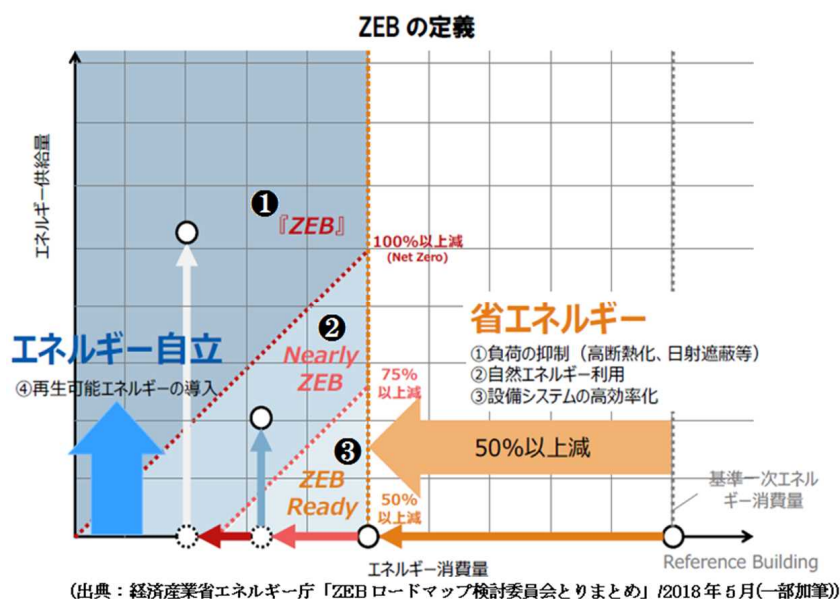 ZEBの定義
エネルギー供給量
❶
『ZEB』
100%以上減
(Net Zero)
エネルギー自立
④再生可能エネルギーの導入
❷
Nearly
ZEB
省エネルギー
①負荷の抑制（高断熱化、日射遮蔽等）
②自然エネルギー利用
③設備システムの高効率化
75%
以上減
❸
ZEB
Ready
50%以上減
50%
以上減
基準一次エネル
ギー消費量
エネルギー消費量
Reference Building
(出典：経済産業省エネルギー庁「ZEBロードマップ検討委員会とりまとめ」/2018年5月(一部加筆))